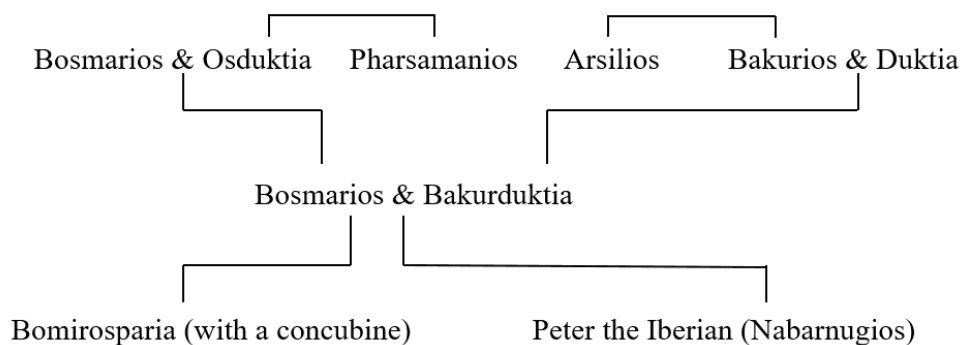 Bosmarios & Osduktia Pharsamanios Arsilios Bakurios & Duktia
Bosmarios & Bakurduktia
Bomirosparia (with a concubine) Peter the Iberian (Nabarnugios)